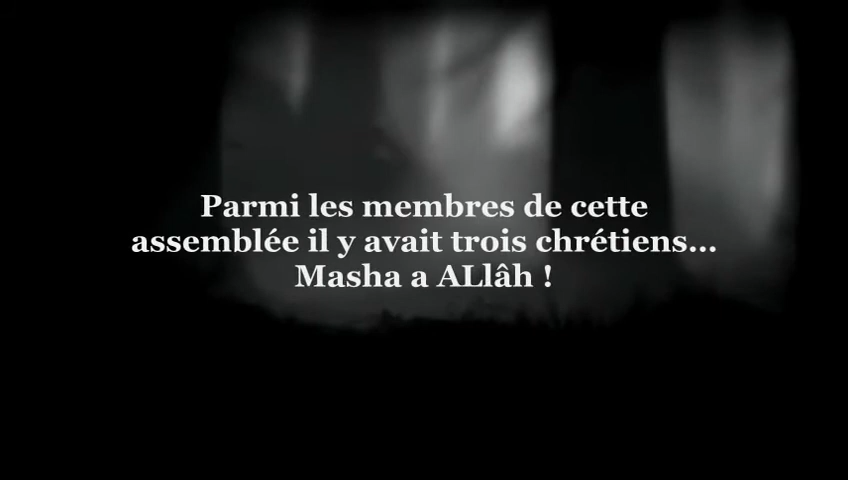 Parmi les membres de cette
assemblée il y avait trois chrétiens...
Masha a ALlâh !